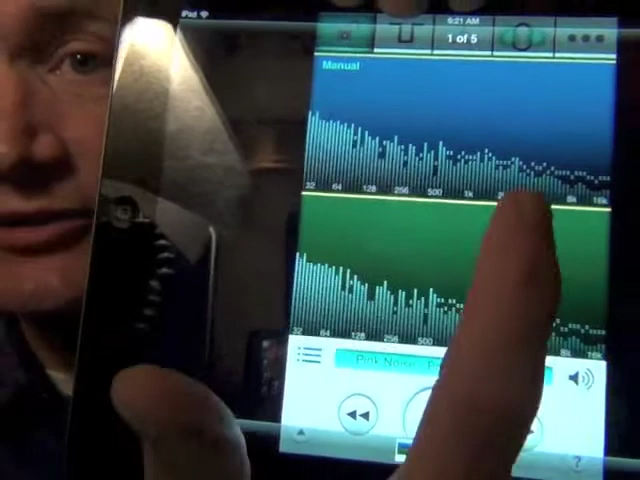 iPad 9:21 AM
1 of 5
Manual
32 64 128 256 500 1k 8k 16k
32 64 128 256 500 8k 16k
Pink Noise
?